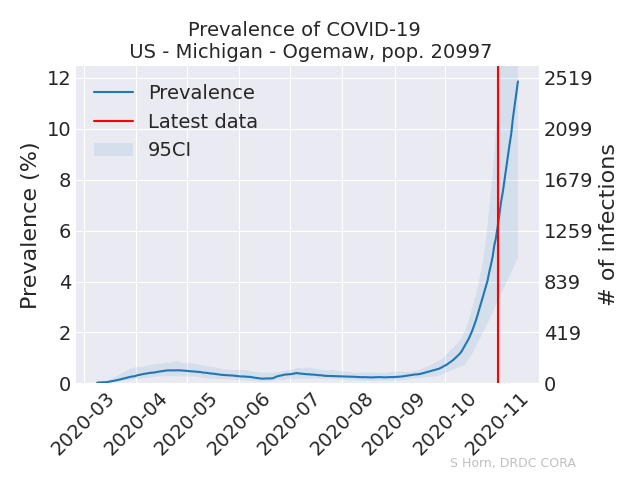 Prevalence of COVID-19
US - Michigan - Ogemaw, pop. 20997
Prevalence
Latest data
95CI
Prevalence (%)
12
10
8
6
4
2
0
2519
2099
1679
1259
839
419
0
# of infections
2020-03
2020-04
2020-05
2020-06
2020-07
2020-08
2020-09
2020-10
2020-11
S Horn, DRDC CORA